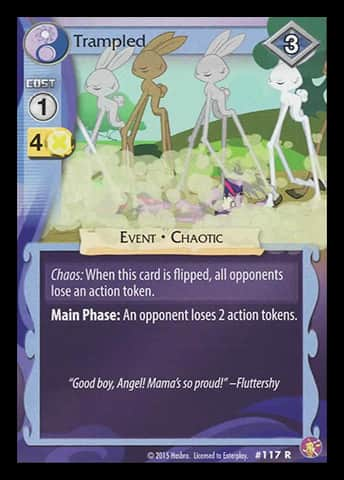 Trampled
3
COST
1
4
EVENT • CHAOTIC
Chaos: When this card is flipped, all opponents
lose an action token.
Main Phase: An opponent loses 2 action tokens.
"Good boy, Angel! Mama's so proud!" –Fluttershy
© 2015 Hasbro. Licensed to Enterplay. #117 R